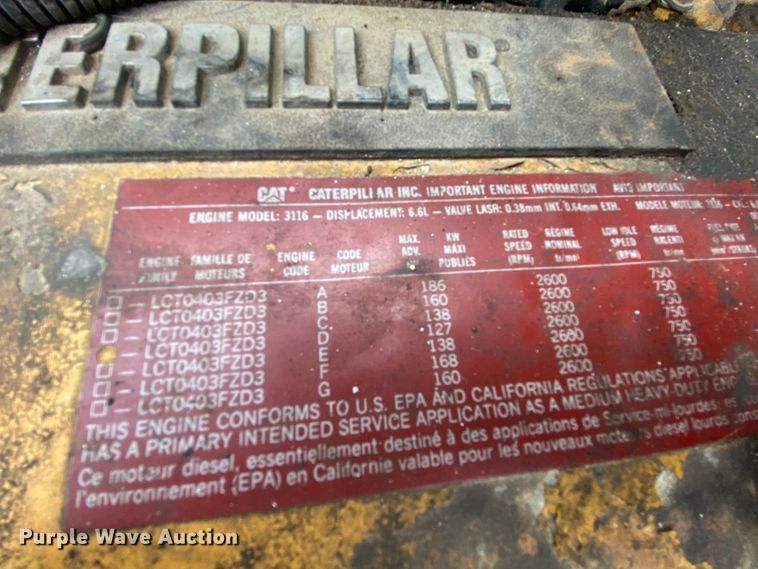 ERPILLAR
CAT CATERPILLAR INC. IMPORTANT ENGINE INFORMATION AVIS IMPORTANT
ENGINE MODEL: 3116 - DISPLACEMENT: 6.6L - VALVE LASH: 0.38mm INT. 0.64mm EXH. MODELE MOTEUR:
ENGINE FAMILY FAMILLE DE MOTEURS ENGINE CODE CODE MOTEUR MAX. ADV. KW MAXI PUBLIÉS RATED SPEED (RPM) RÉGIME NOMINAL tr/mn LOW IDLE SPEED (RPM) RÉGIME RALENTI tr/mn
- LCT0403FZD3 A 186 2600 750
- LCT0403FZD3 B 160 2600 750
- LCT0403FZD3 C 138 2600 750
- LCT0403FZD3 D 127 2600 750
- LCT0403FZD3 E 138 2600 750
- LCT0403FZD3 F 168 2600 750
- LCT0403FZD3 G 160
THIS ENGINE CONFORMS TO U.S. EPA AND CALIFORNIA REGULATIONS APPLICABLE
HAS A PRIMARY INTENDED SERVICE APPLICATION AS A MEDIUM HEAVY-DUTY
Ce moteur diesel, essentiellement destiné à des applications de Service mi-lourdes, est
l'environnement (EPA) en Californie valable pour les nouveaux moteurs diesel lourds
Purple Wave Auction